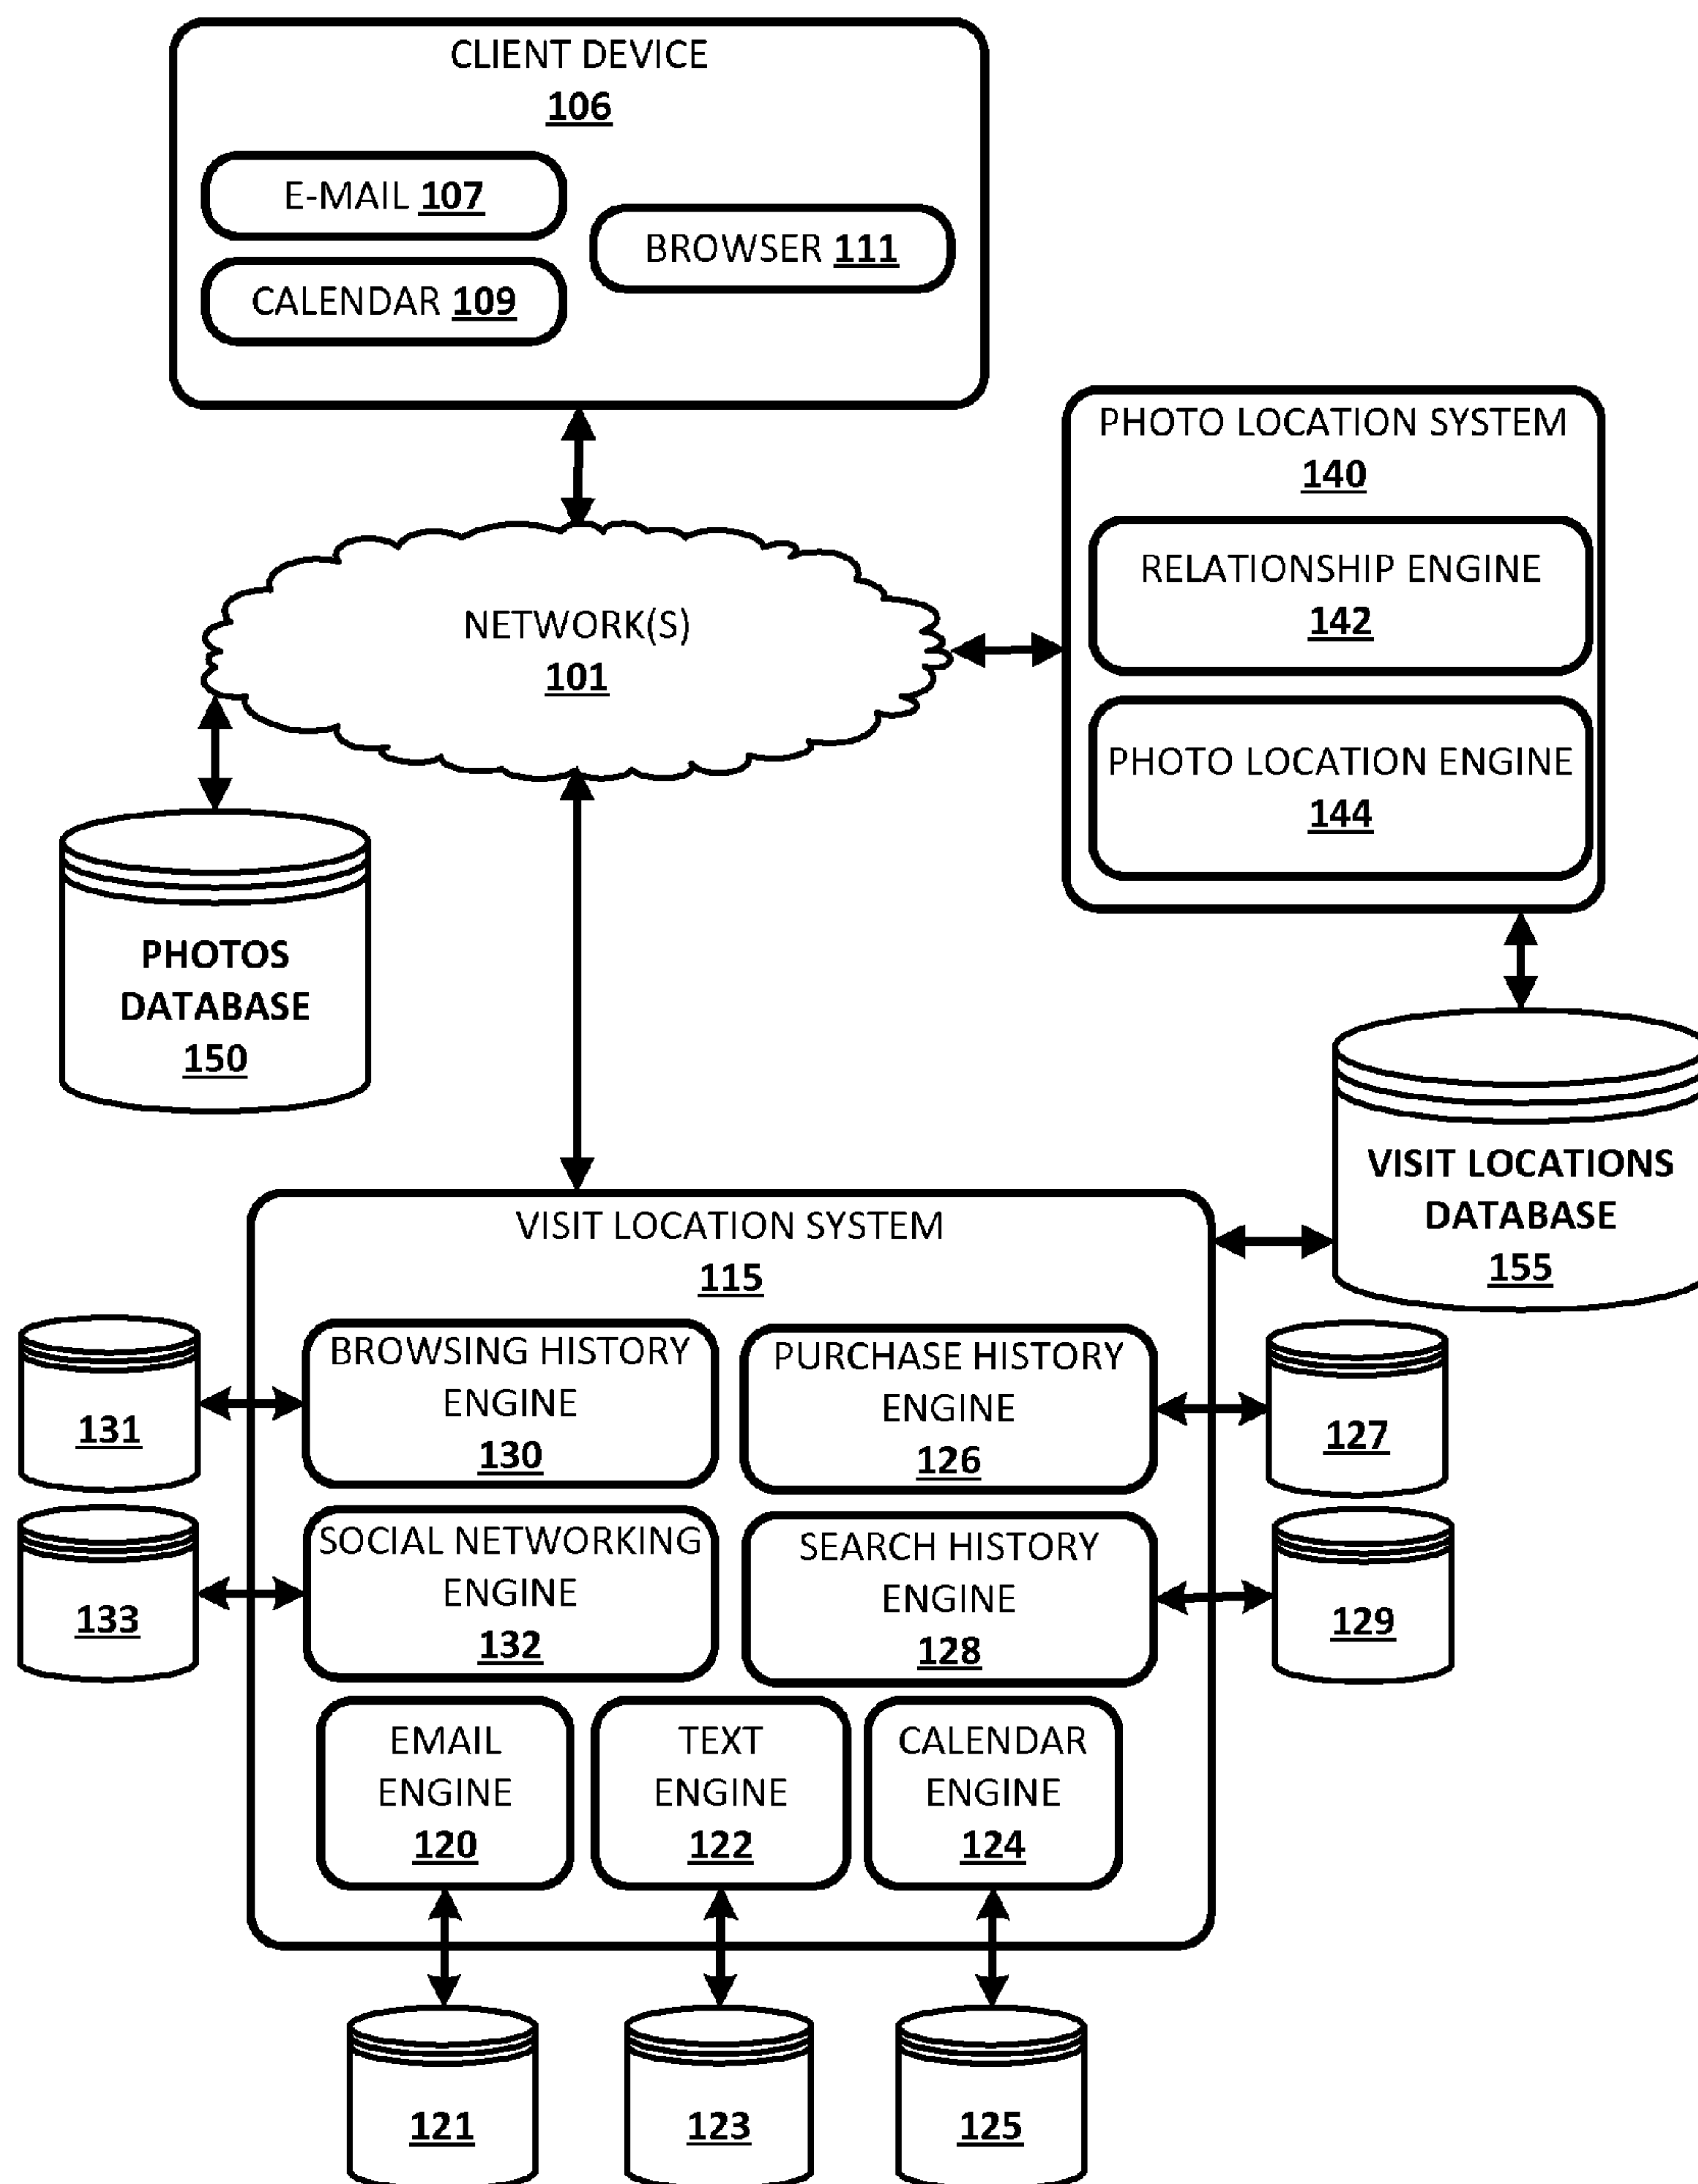 CLIENT DEVICE
106
E-MAIL 107
BROWSER 111
CALENDAR 109
PHOTO LOCATION SYSTEM
140
RELATIONSHIP ENGINE
142
PHOTO LOCATION ENGINE
144
NETWORK(S)
101
PHOTOS
DATABASE
150
VISIT LOCATIONS
DATABASE
155
VISIT LOCATION SYSTEM
115
BROWSING HISTORY
ENGINE
130
PURCHASE HISTORY
ENGINE
126
131
127
SOCIAL NETWORKING
ENGINE
132
SEARCH HISTORY
ENGINE
128
133
129
EMAIL
ENGINE
120
TEXT
ENGINE
122
CALENDAR
ENGINE
124
121
123
125